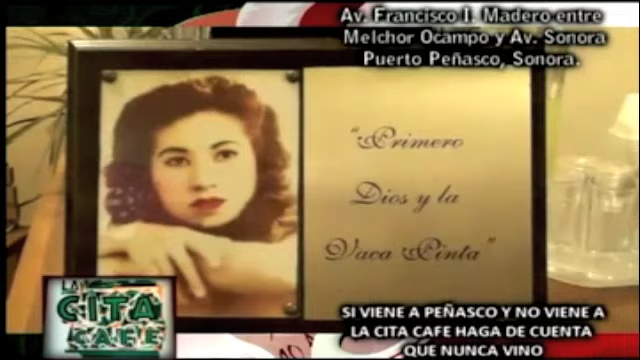 Av. Francisco I. Madero entre
Melchor Ocampo y Av. Sonora
Puerto Peñasco, Sonora.
"Primero
Dios y la
Vaca Pinta"
LA
CITA
CAFE
SI VIENE A PEÑASCO Y NO VIENE A
LA CITA CAFE HAGA DE CUENTA
QUE NUNCA VINO